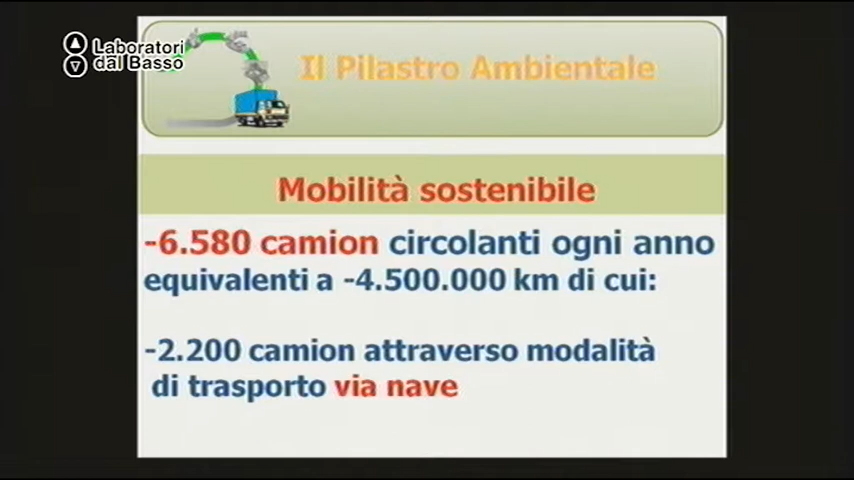 Laboratori
dal Basso
Il Pilastro Ambientale
Mobilità sostenibile
-6.580 camion circolanti ogni anno
equivalenti a -4.500.000 km di cui:
-2.200 camion attraverso modalità
di trasporto via nave